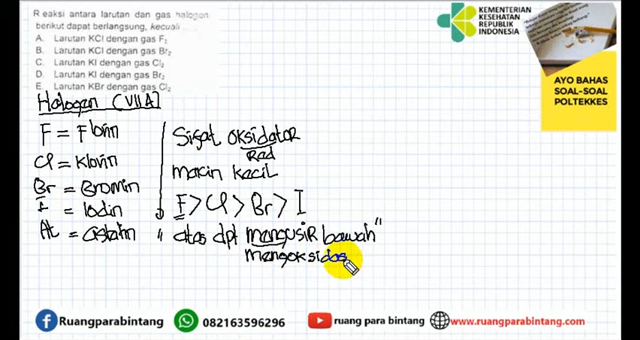 Reaksi antara larutan dan gas halogen
berikut dapat berlangsung, kecuali ....
A. Larutan KCl dengan gas F₂
B. Larutan KCl dengan gas Br₂
C. Larutan KI dengan gas Cl₂
D. Larutan KI dengan gas Br₂
E. Larutan KBr dengan gas Cl₂
KEMENTERIAN
KESEHATAN
REPUBLIK
INDONESIA
AYO BAHAS
SOAL-SOAL
POLTEKKES
Halogen (VIIA)
F = Florin
Cl = Klorin
Br = Bromin
I = Iodin
At = astatin
Sifat oksidator
Red
makin kecil
F > Cl > Br > I
" atas dpt mengusir bawah "
mengoksidasi
Ruangparabintang
082163596296
ruang para bintang
www.ruangparabintang.com